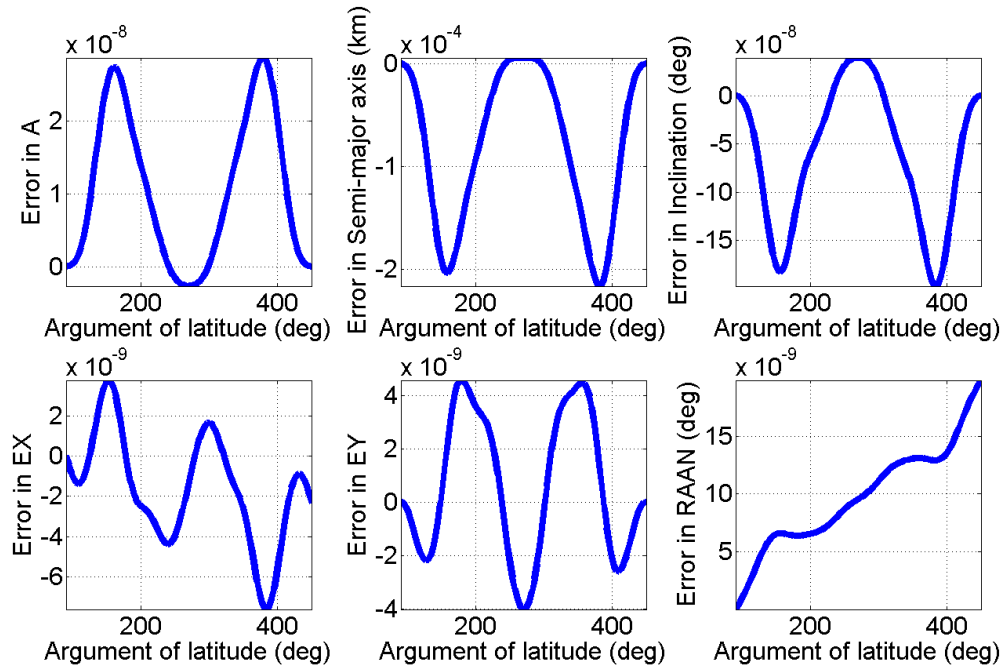 x 10-8
Error in A
2
1
0
200 400
Argument of latitude (deg)
x 10-4
Error in Semi-major axis (km)
0
-1
-2
200 400
Argument of latitude (deg)
x 10-8
Error in Inclination (deg)
0
-5
-10
-15
200 400
Argument of latitude (deg)
x 10-9
Error in EX
2
0
-2
-4
-6
200 400
Argument of latitude (deg)
x 10-9
Error in EY
4
2
0
-2
-4
200 400
Argument of latitude (deg)
x 10-9
Error in RAAN (deg)
15
10
5
200 400
Argument of latitude (deg)